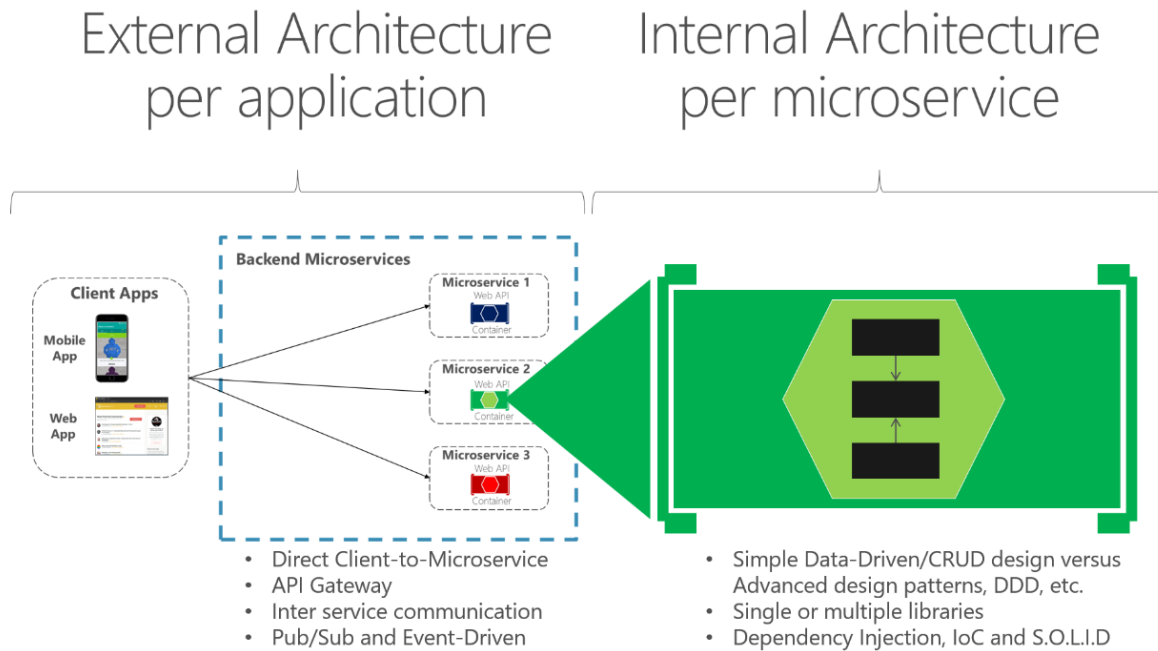 External Architecture
per application
Internal Architecture
per microservice
Backend Microservices
Client Apps
Mobile
App
Web
App
Microservice 1
Web API
Container
Microservice 2
Web API
Container
Microservice 3
Web API
Container
• Direct Client-to-Microservice
• API Gateway
• Inter service communication
• Pub/Sub and Event-Driven
• Simple Data-Driven/CRUD design versus
Advanced design patterns, DDD, etc.
• Single or multiple libraries
• Dependency Injection, IoC and S.O.L.I.D